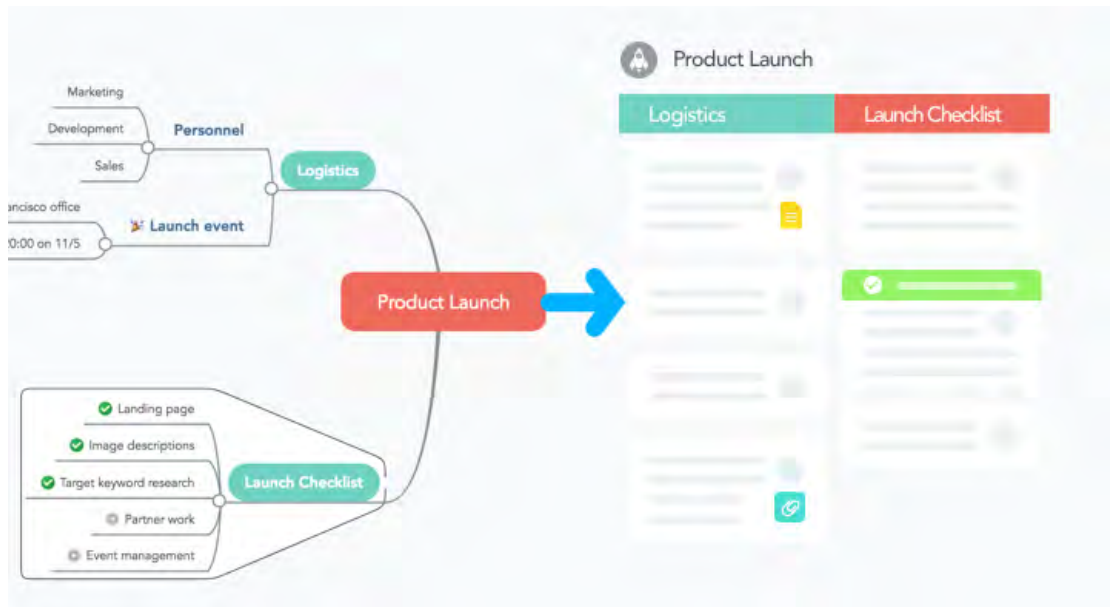 Marketing
Development
Sales
Personnel
Logistics
ancisco office
0:00 on 11/5
Launch event
Product Launch
Landing page
Image descriptions
Target keyword research
Partner work
Event management
Launch Checklist
Product Launch
Logistics
Launch Checklist